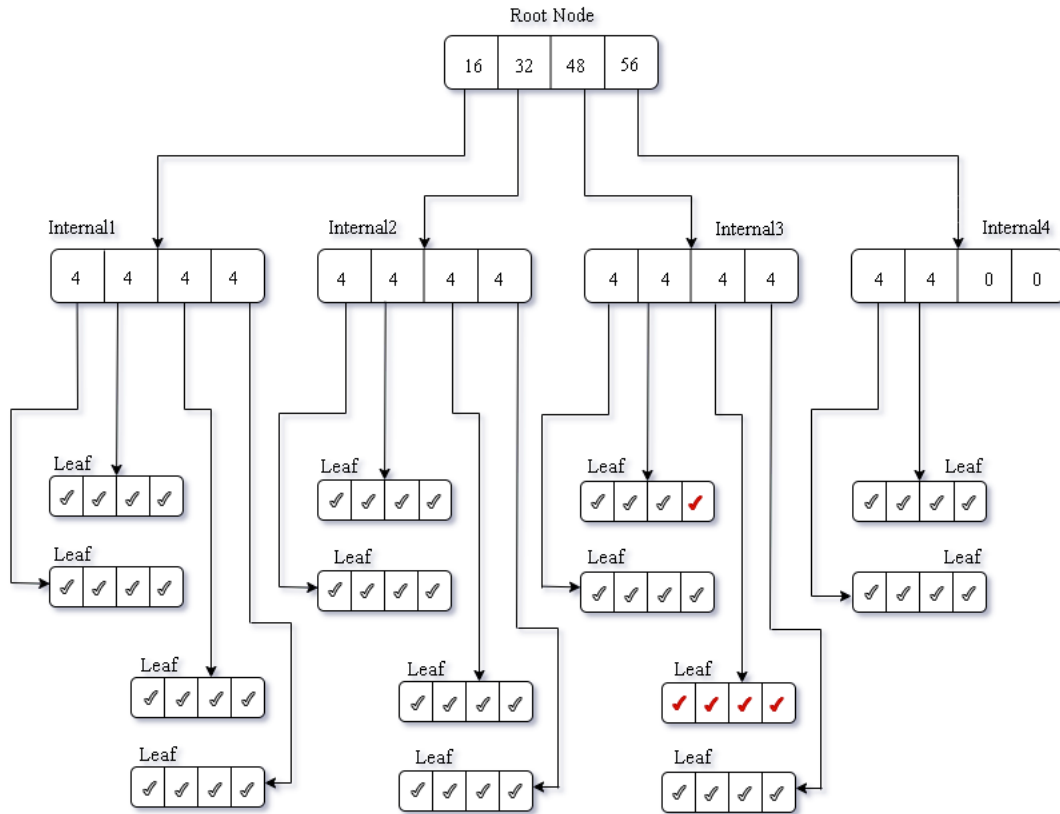 Root Node
16 32 48 56
Internal1 Internal2 Internal3 Internal4
4 4 4 4 4 4 4 4 4 4 4 4 4 4 0 0
Leaf Leaf Leaf Leaf
Leaf Leaf Leaf Leaf
Leaf Leaf Leaf
Leaf Leaf Leaf